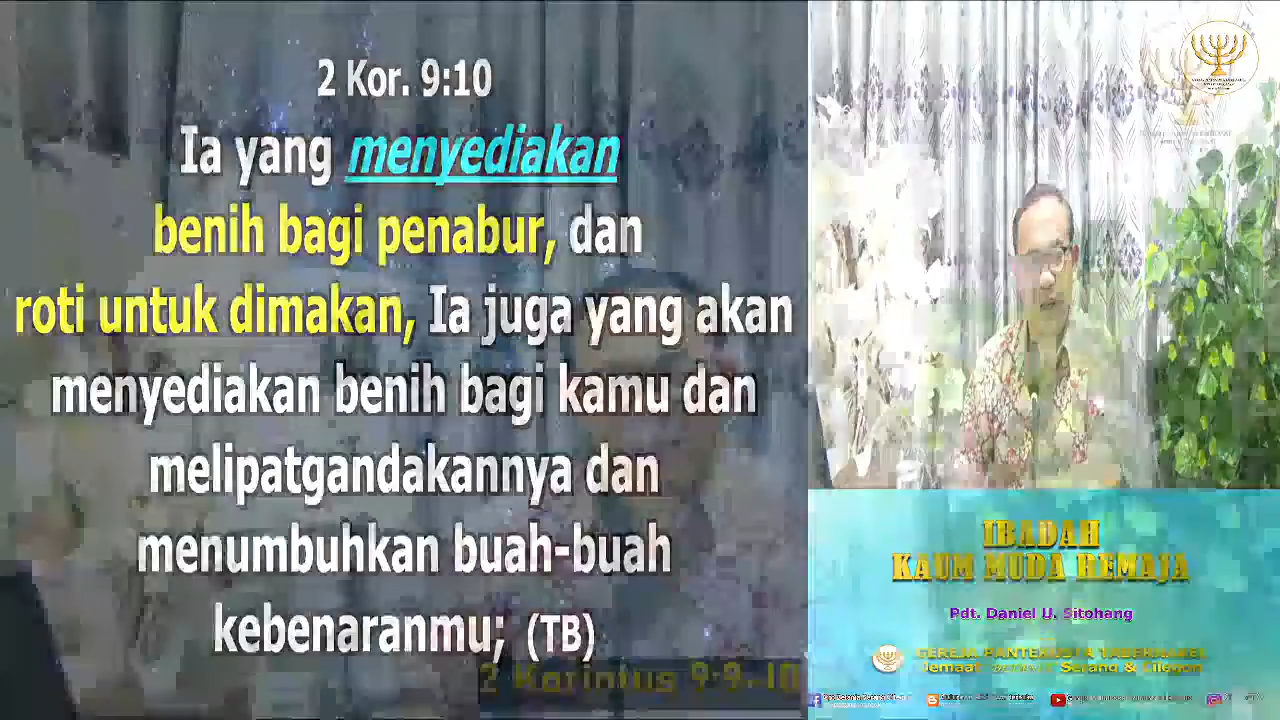 2 Kor. 9:10
Ia yang menyediakan
benih bagi penabur, dan
roti untuk dimakan, Ia juga yang akan
menyediakan benih bagi kamu dan
melipatgandakannya dan
menumbuhkan buah-buah
kebenaranmu; (TB)
2 Korintus 9:9-10
IBADAH
KAUM MUDA REMAJA
Pdt. Daniel U. Sitohang
GEREJA PANTEKOSTA TABERNAKEL
Jemaat Serang & Cilegon